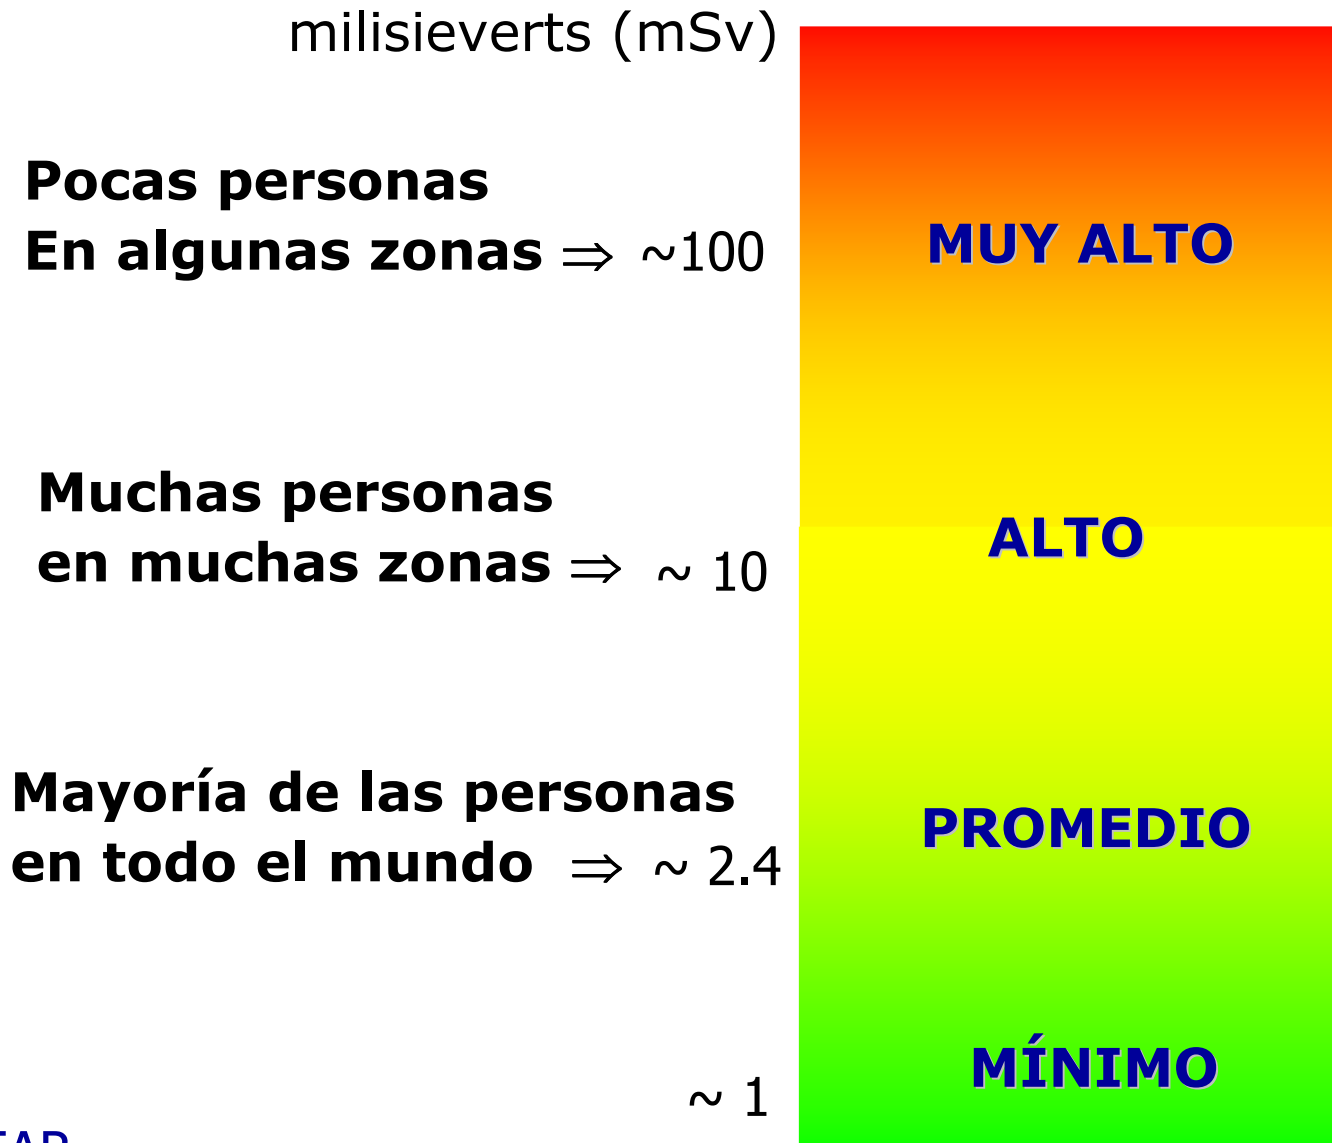 milisieverts (mSv)
Pocas personas
En algunas zonas ⇒ ~100
MUY ALTO
Muchas personas
en muchas zonas ⇒ ~ 10
ALTO
Mayoría de las personas
en todo el mundo ⇒ ~ 2.4
PROMEDIO
MÍNIMO
~ 1